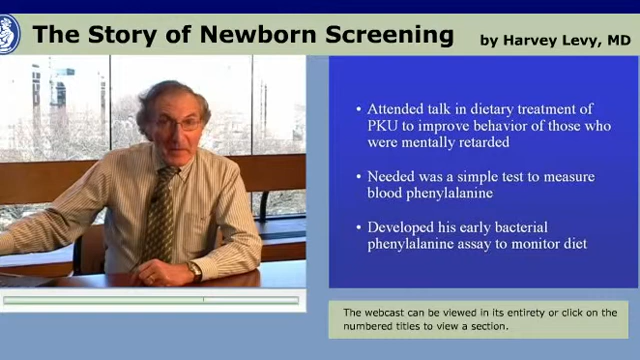 The Story of Newborn Screening
by Harvey Levy, MD
• Attended talk in dietary treatment of
PKU to improve behavior of those who
were mentally retarded
• Needed was a simple test to measure
blood phenylalanine
• Developed his early bacterial
phenylalanine assay to monitor diet
The webcast can be viewed in its entirety or click on the
numbered titles to view a section.